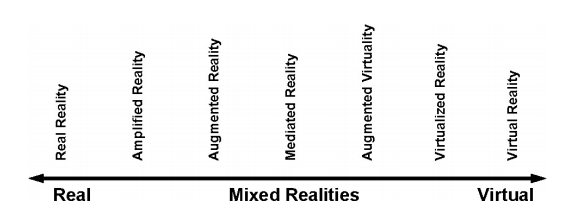 Real Reality
Amplified Reality
Augmented Reality
Mediated Reality
Augmented Virtuality
Virtualized Reality
Virtual Reality
Real
Mixed Realities
Virtual